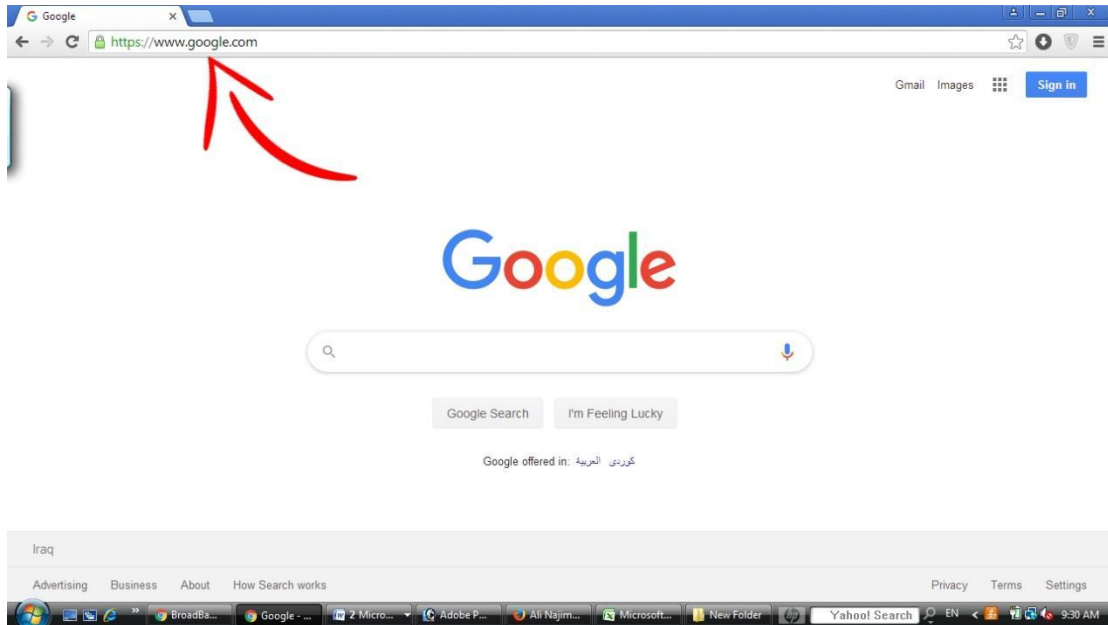 Google
https://www.google.com
Gmail Images Sign in
Google
Google Search I'm Feeling Lucky
Google offered in: العربية كوردی
Iraq
Advertising Business About How Search works Privacy Terms Settings
BroadBa... Google - ... 2 Micro... Adobe P... Ali Najim... Microsoft... New Folder hp Yahoo! Search EN 9:30 AM